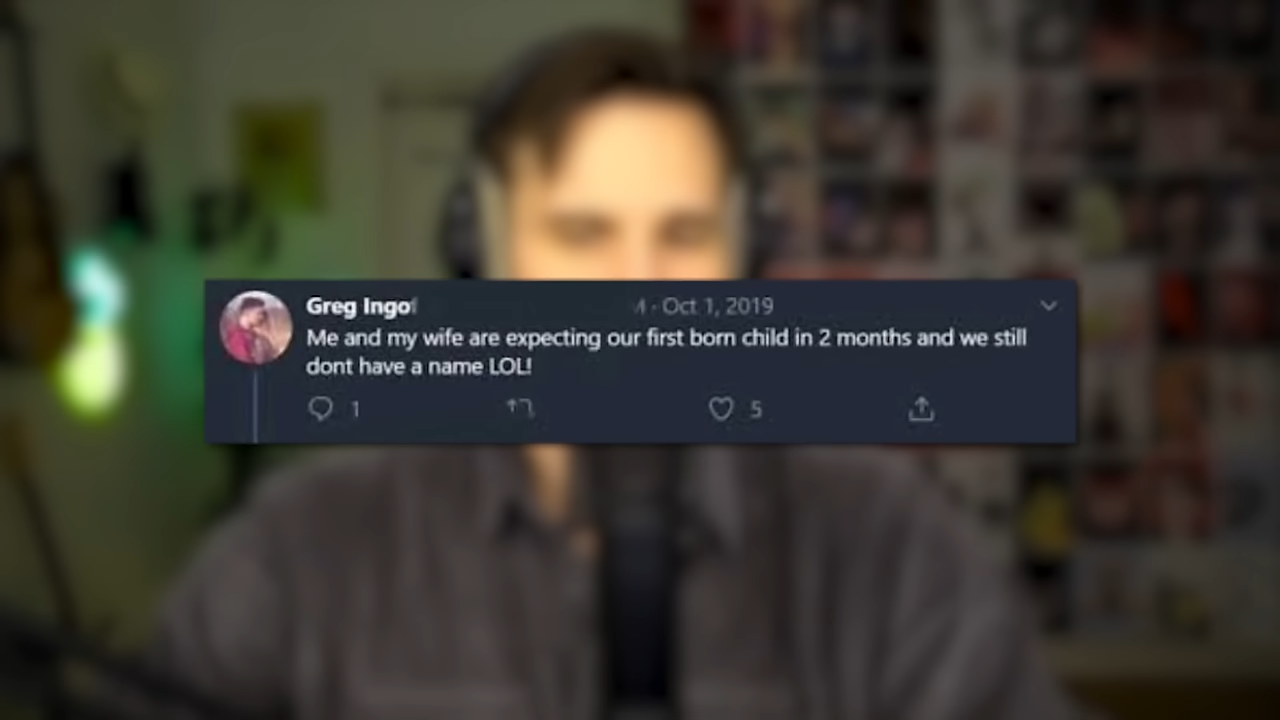 Greg Ingo
· Oct 1, 2019
Me and my wife are expecting our first born child in 2 months and we still
dont have a name LOL!
1
5